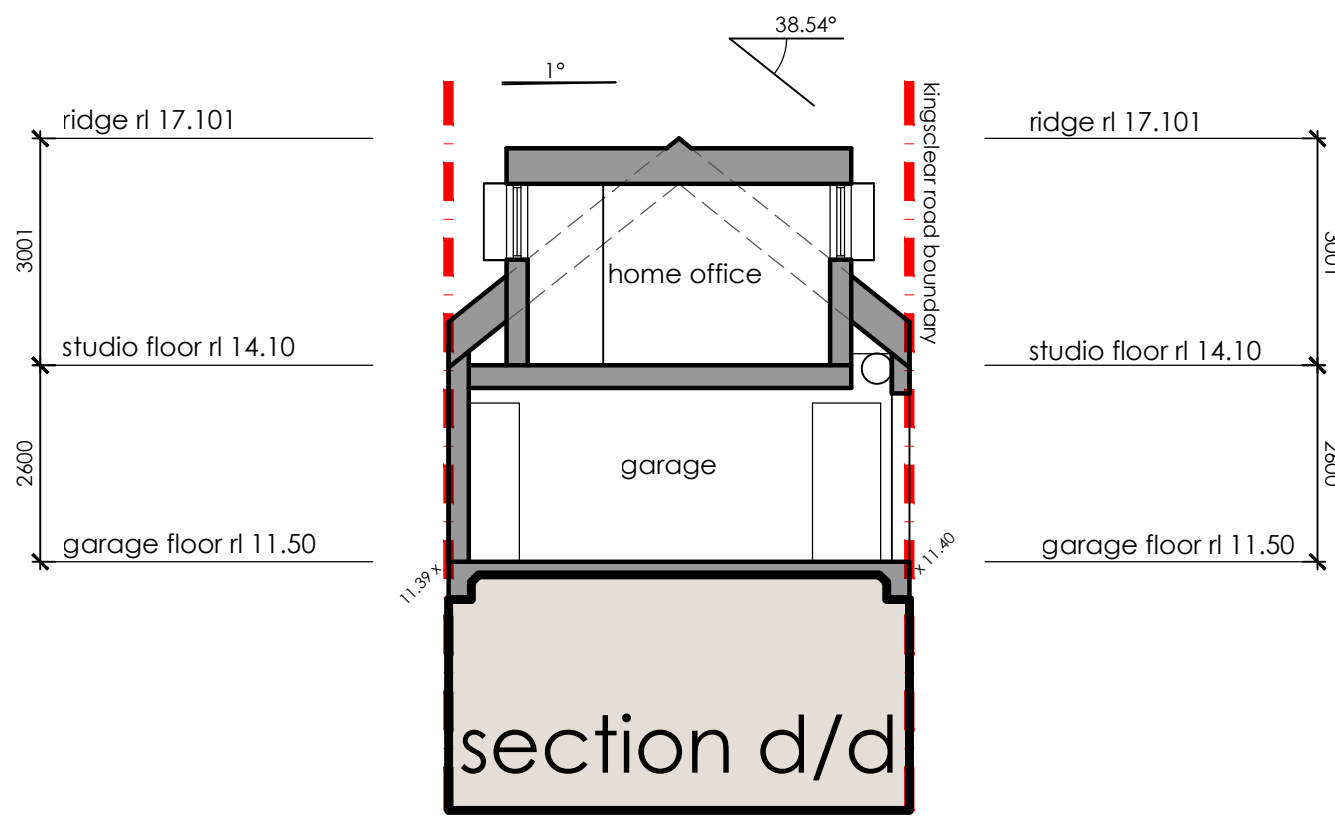 38.54°
1°
ridge rl 17.101
ridge rl 17.101
kingsclear road boundary
3001
3001
home office
studio floor rl 14.10
studio floor rl 14.10
2600
2600
garage
garage floor rl 11.50
garage floor rl 11.50
11.39 x
x 11.40
section d/d